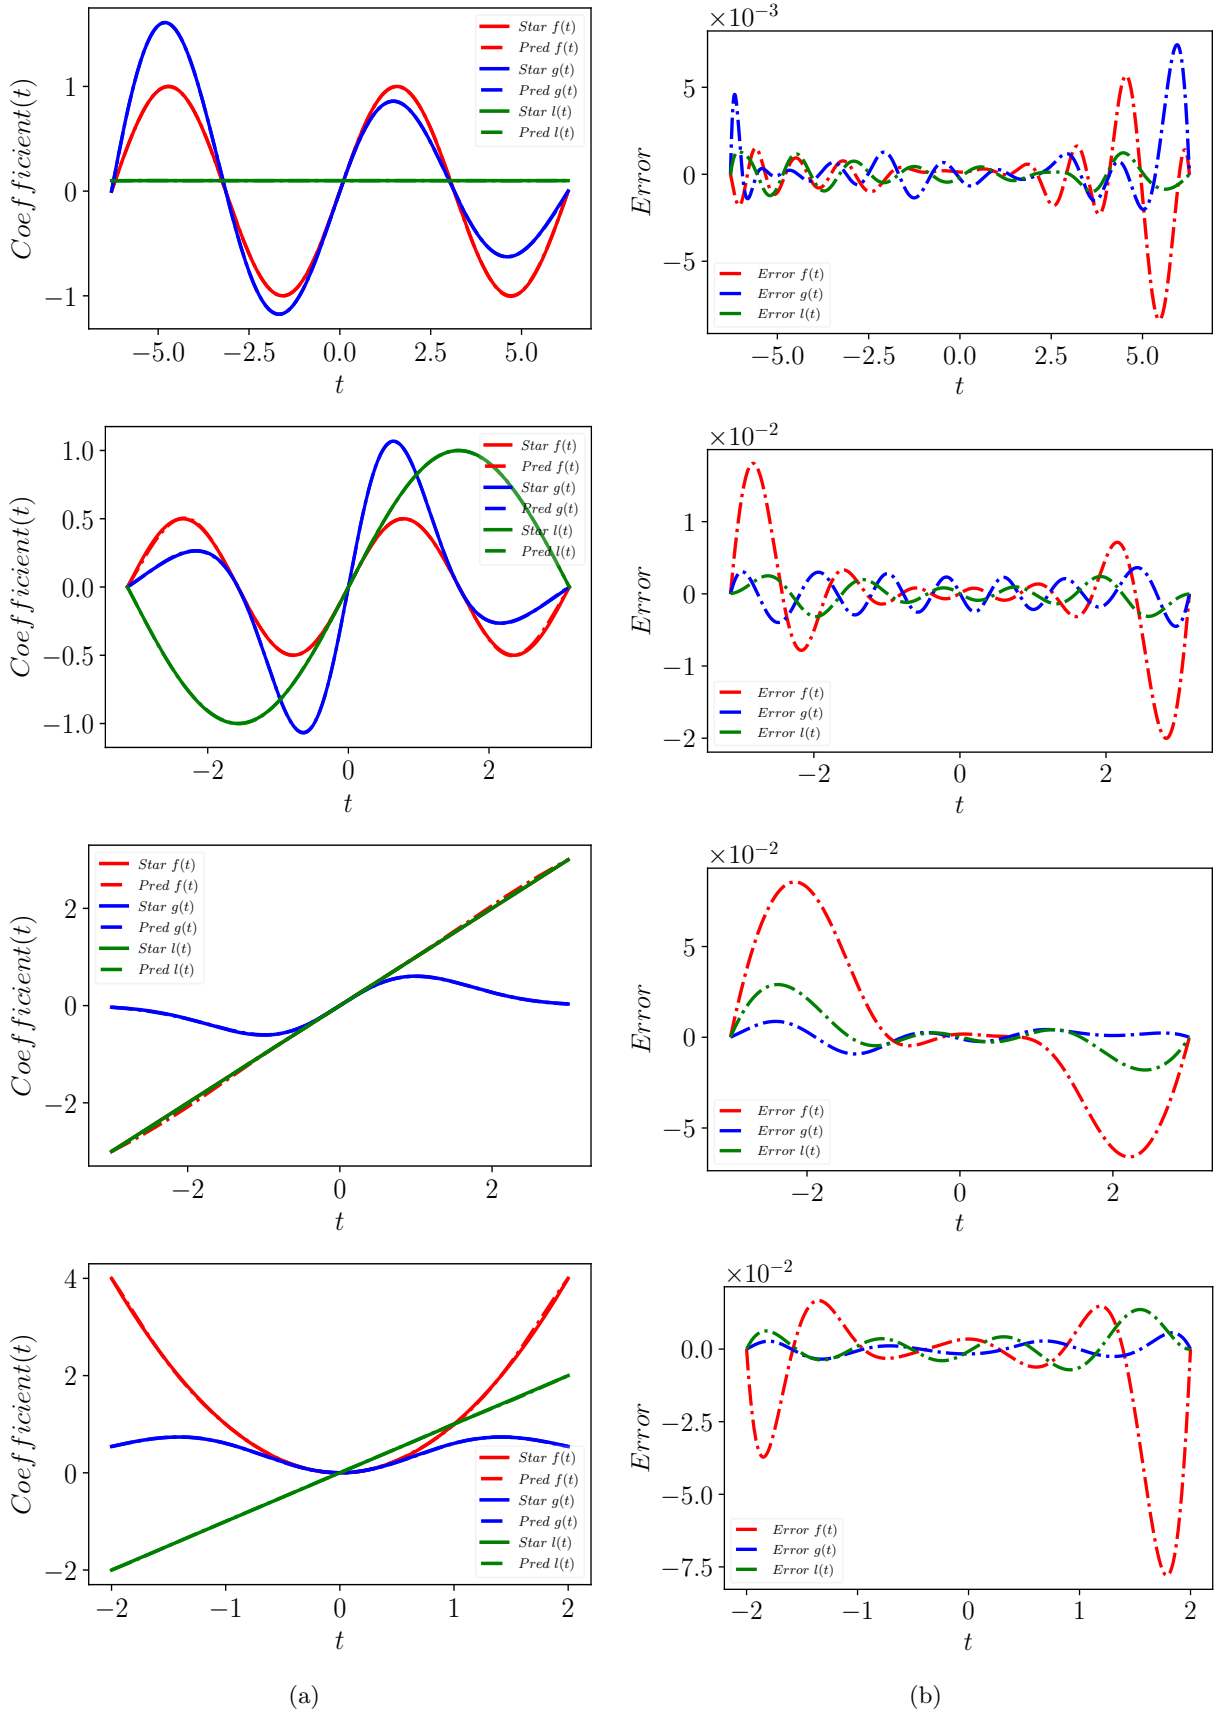 Coefficient(t)
1
0
−1
−5.0 −2.5 0.0 2.5 5.0
t
Star f(t)
Pred f(t)
Star g(t)
Pred g(t)
Star l(t)
Pred l(t)
×10⁻³
Error
5
0
−5
−5.0 −2.5 0.0 2.5 5.0
t
Error f(t)
Error g(t)
Error l(t)
Coefficient(t)
1.0
0.5
0.0
−0.5
−1.0
−2 0 2
t
Star f(t)
Pred f(t)
Star g(t)
Pred g(t)
Star l(t)
Pred l(t)
×10⁻²
Error
1
0
−1
−2
−2 0 2
t
Error f(t)
Error g(t)
Error l(t)
Coefficient(t)
2
0
−2
−2 0 2
t
Star f(t)
Pred f(t)
Star g(t)
Pred g(t)
Star l(t)
Pred l(t)
×10⁻²
Error
5
0
−5
−2 0 2
t
Error f(t)
Error g(t)
Error l(t)
Coefficient(t)
4
2
0
−2
−2 −1 0 1 2
t
Star f(t)
Pred f(t)
Star g(t)
Pred g(t)
Star l(t)
Pred l(t)
×10⁻²
Error
0.0
−2.5
−5.0
−7.5
−2 −1 0 1 2
t
Error f(t)
Error g(t)
Error l(t)
(a)
(b)